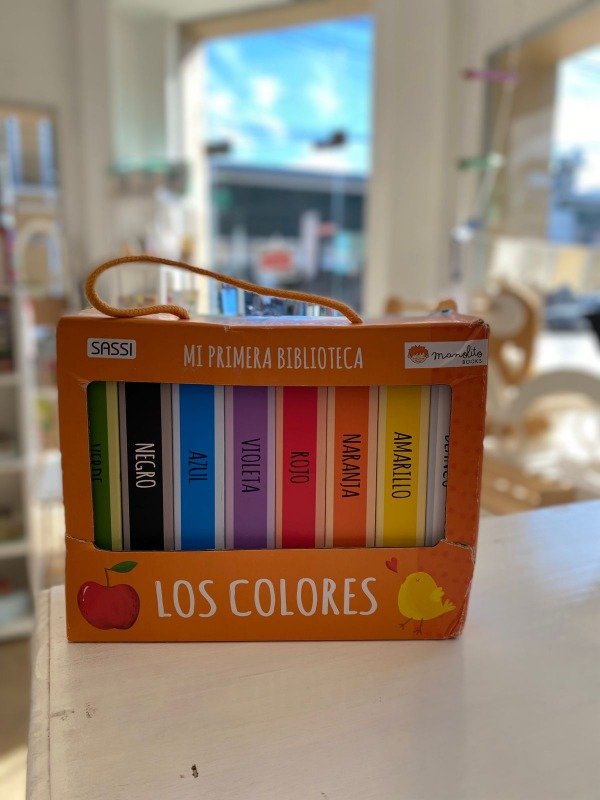 SASSI
MI PRIMERA BIBLIOTECA
manolito
BOOKS
VERDE
NEGRO
AZUL
VIOLETA
ROJO
NARANJA
AMARILLO
LOS COLORES